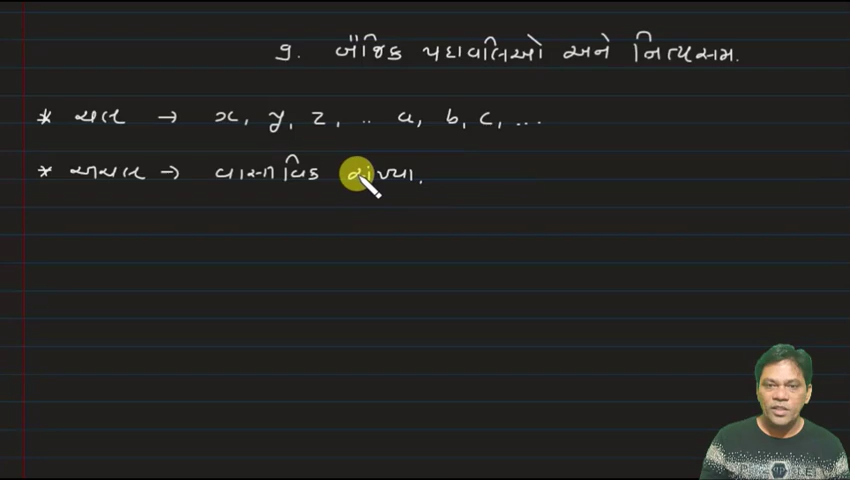 9. બૈજિક પદાવલિઓ અને નિત્યસમ.
* ચલ → x, y, z, .. a, b, c, ...
* અચલ → વાસ્તવિક સંખ્યા.